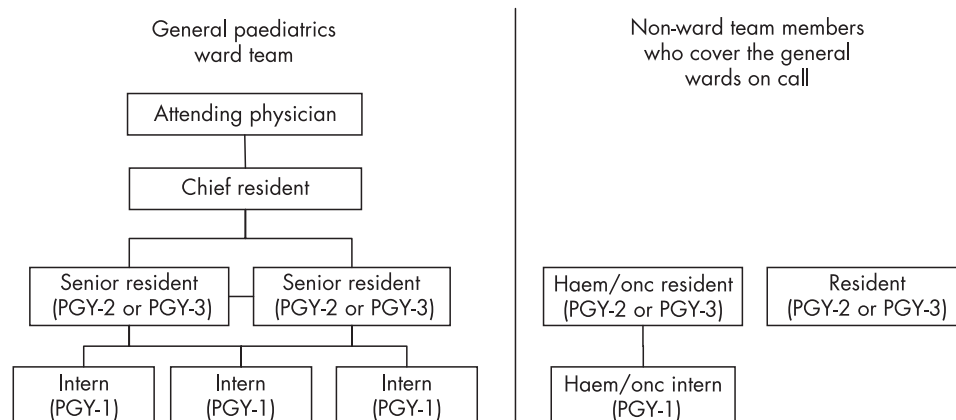 General paediatrics
ward team
Attending physician
Chief resident
Senior resident
(PGY-2 or PGY-3)
Senior resident
(PGY-2 or PGY-3)
Intern
(PGY-1)
Intern
(PGY-1)
Intern
(PGY-1)
Non-ward team members
who cover the general
wards on call
Haem/onc resident
(PGY-2 or PGY-3)
Resident
(PGY-2 or PGY-3)
Haem/onc intern
(PGY-1)